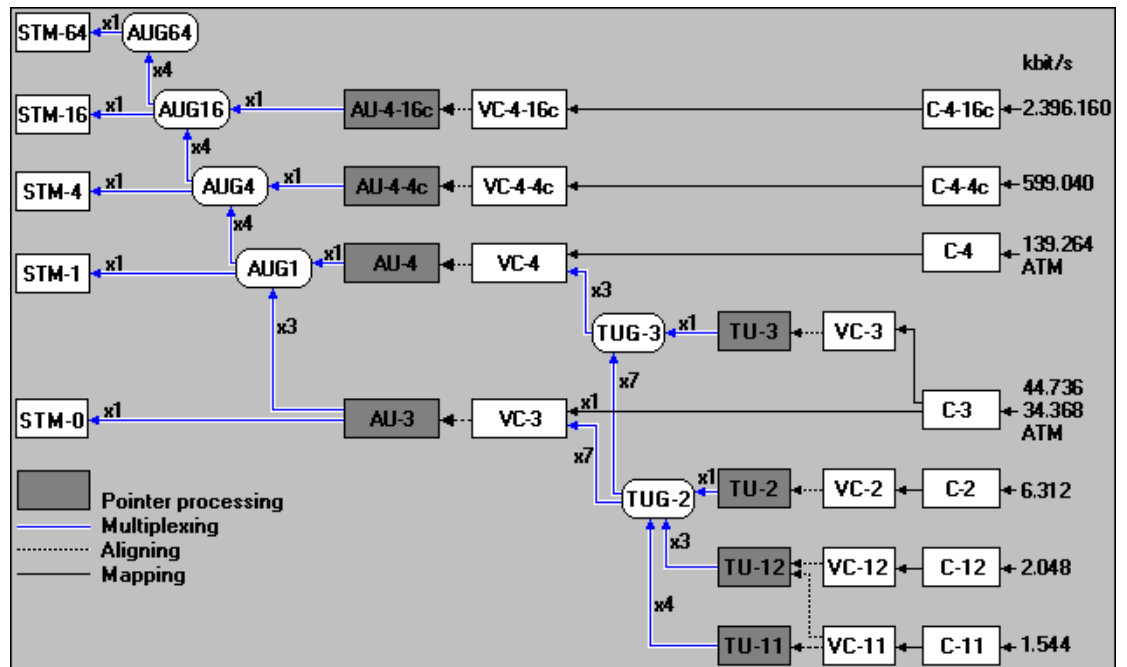 STM-64 x1 AUG64
x4
kbit/s
STM-16 x1 AUG16 x1 AU-4-16c VC-4-16c C-4-16c 2.396.160
x4
STM-4 x1 AUG4 x1 AU-4-4c VC-4-4c C-4-4c 599.040
x4
STM-1 x1 AUG1 x1 AU-4 VC-4 C-4 139.264
ATM
x3
x3 TUG-3 x1 TU-3 VC-3
x7
44.736
STM-0 x1 AU-3 VC-3 x1 C-3 34.368
ATM
x7
TUG-2 x1 TU-2 VC-2 C-2 6.312
Pointer processing
Multiplexing
Aligning
Mapping
x3
TU-12 VC-12 C-12 2.048
x4
TU-11 VC-11 C-11 1.544